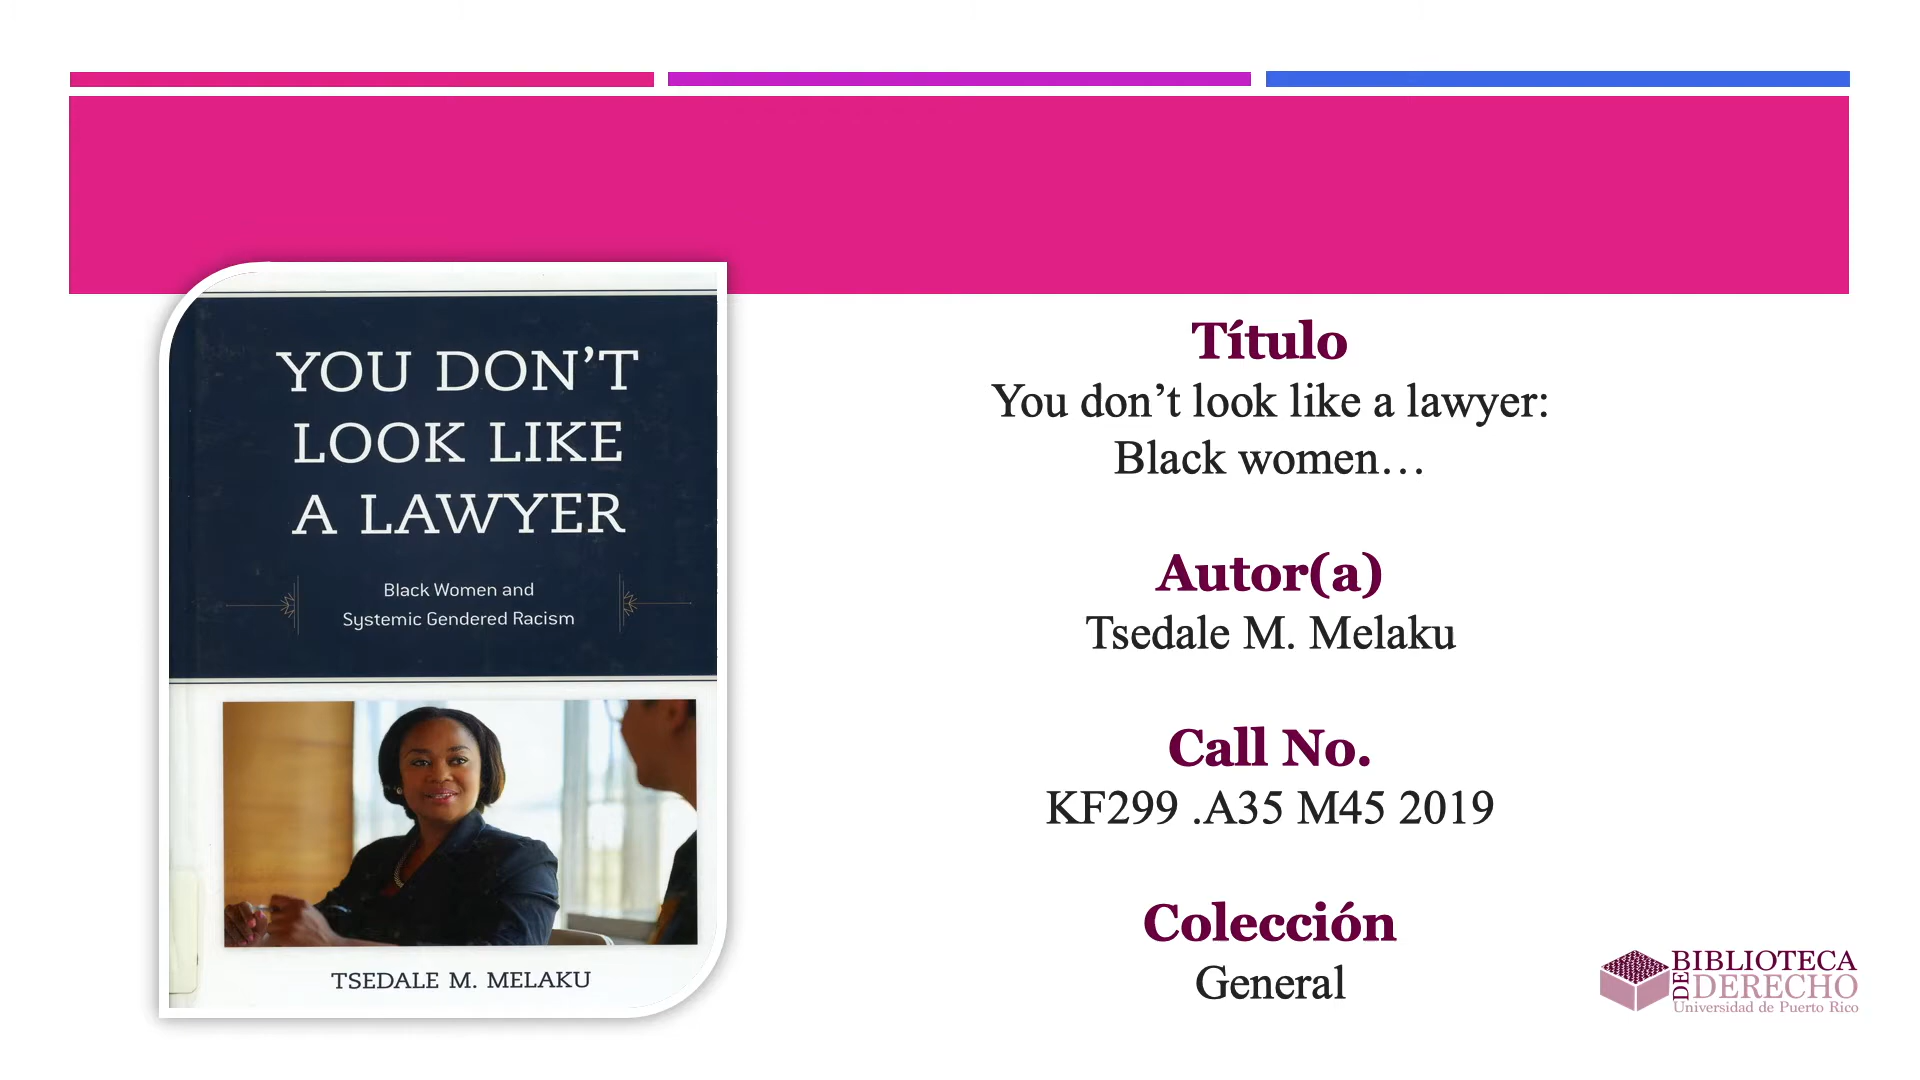 YOU DON’T
LOOK LIKE
A LAWYER
Black Women and
Systemic Gendered Racism
TSEDALE M. MELAKU
Título
You don’t look like a lawyer:
Black women…
Autor(a)
Tsedale M. Melaku
Call No.
KF299 .A35 M45 2019
Colección
General
BIBLIOTECA
DE DERECHO
Universidad de Puerto Rico